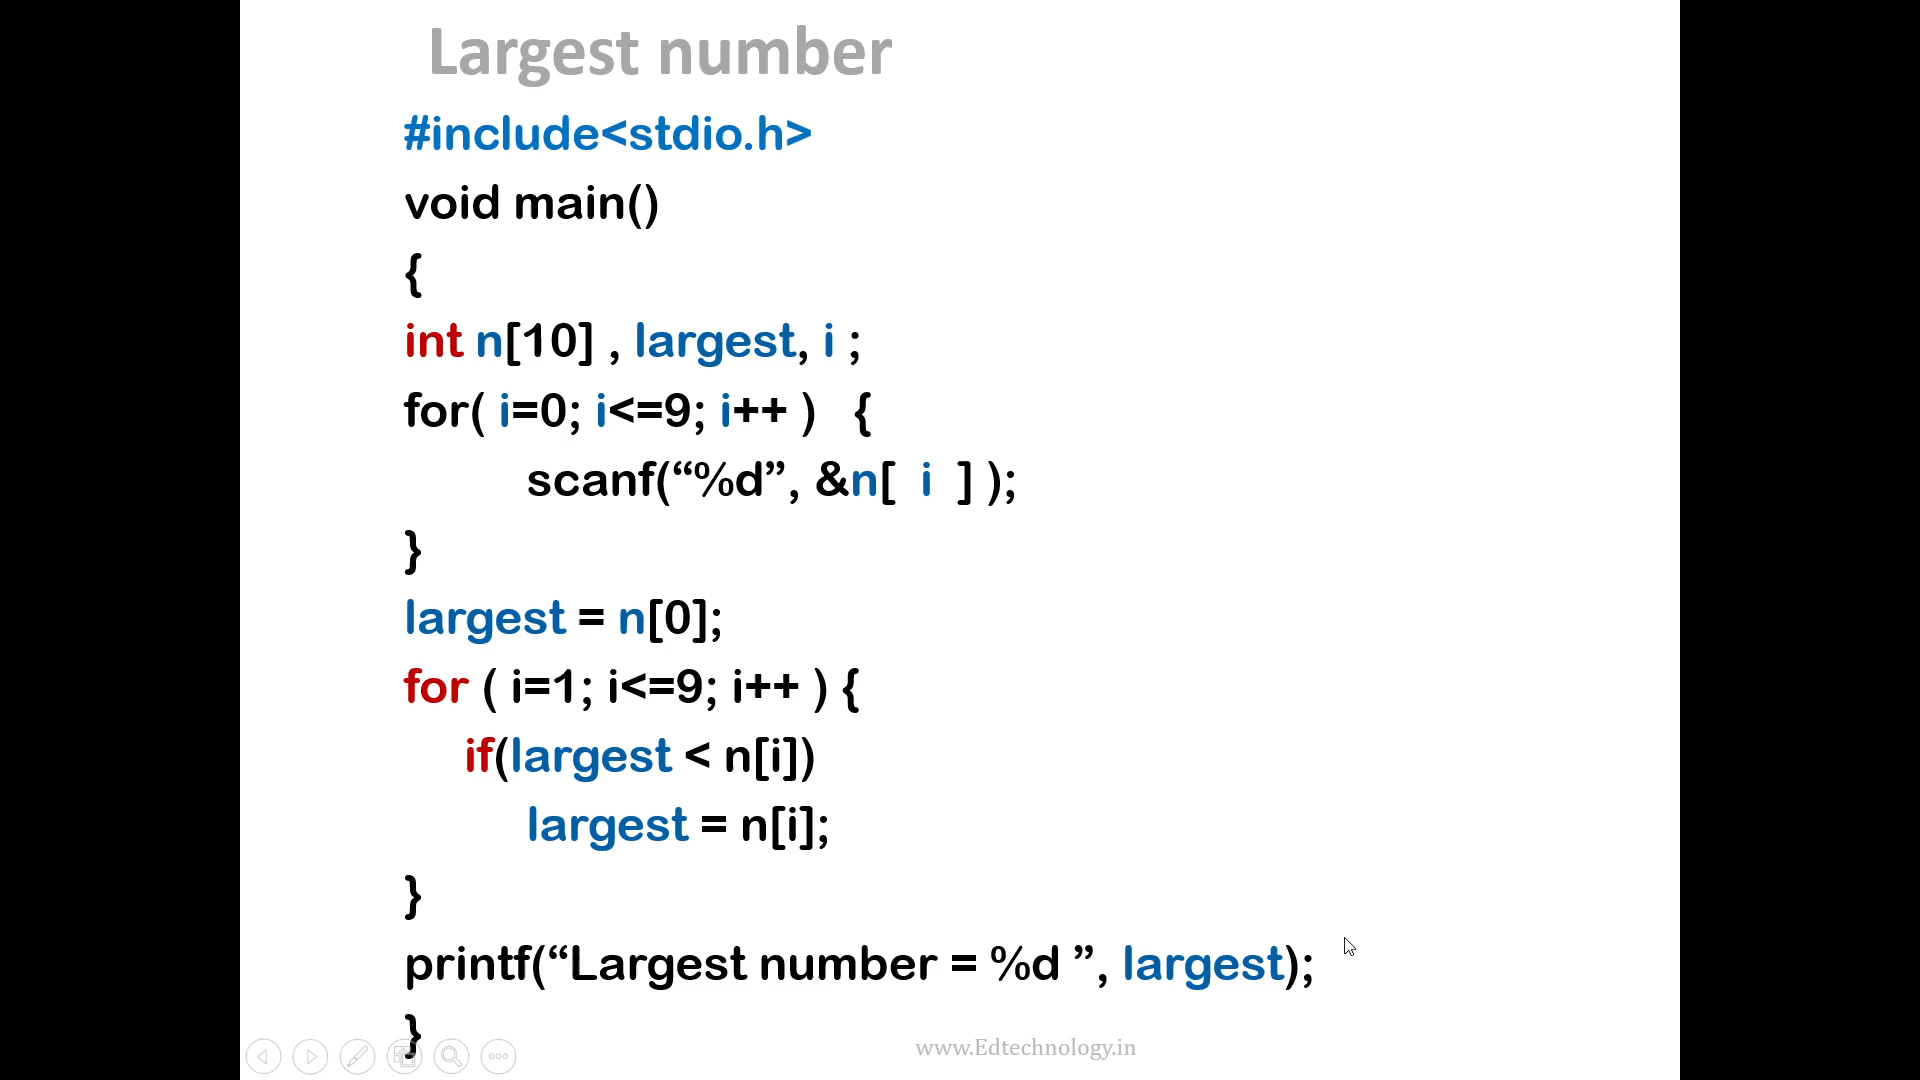 Largest number
#include<stdio.h>
void main()
{
int n[10] , largest, i ;
for( i=0; i<=9; i++ )   {
scanf(“%d”, &n[  i  ] );
}
largest = n[0];
for ( i=1; i<=9; i++ ) {
if(largest < n[i])
largest = n[i];
}
printf(“Largest number = %d ”, largest);
}
www.Edtechnology.in